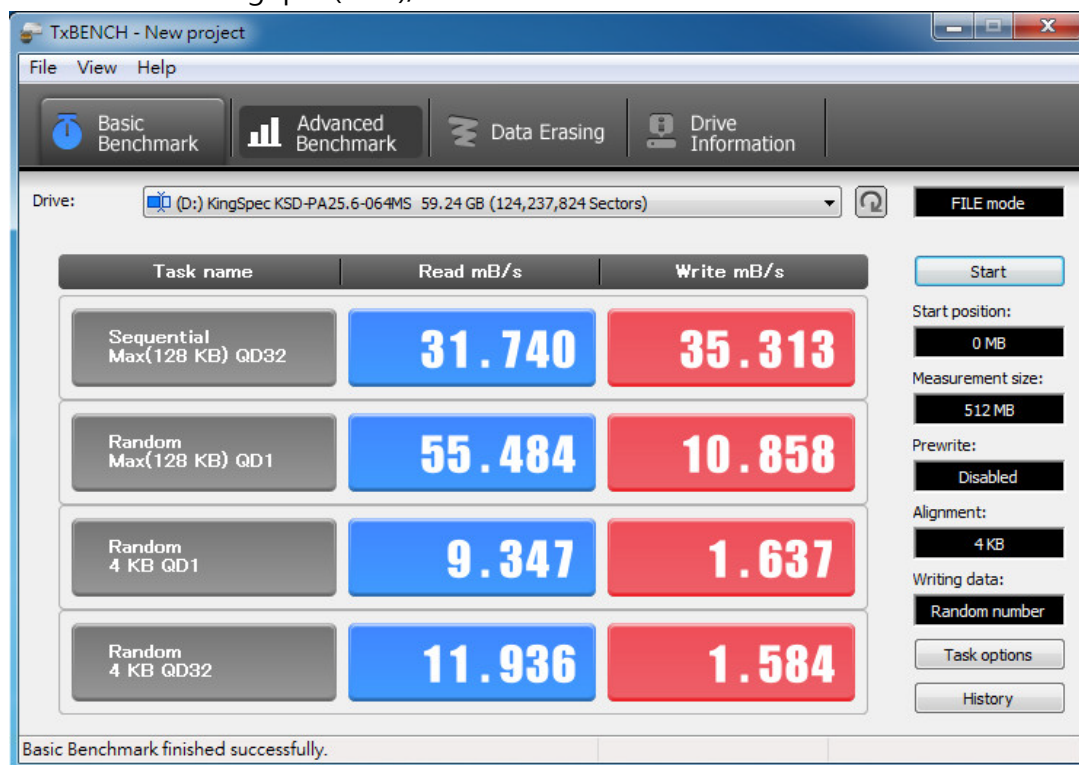 TxBENCH - New project
File View Help
Basic Benchmark
Advanced Benchmark
Data Erasing
Drive Information
Drive:
(D:) KingSpec KSD-PA25.6-064MS 59.24 GB (124,237,824 Sectors)
FILE mode
Task name Read mB/s Write mB/s
Start
Sequential
Max(128 KB) QD32
31.740 35.313
Start position:
0 MB
Measurement size:
512 MB
Random
Max(128 KB) QD1
55.484 10.858
Prewrite:
Disabled
Alignment:
4 KB
Random
4 KB QD1
9.347 1.637
Writing data:
Random number
Random
4 KB QD32
11.936 1.584
Task options
History
Basic Benchmark finished successfully.